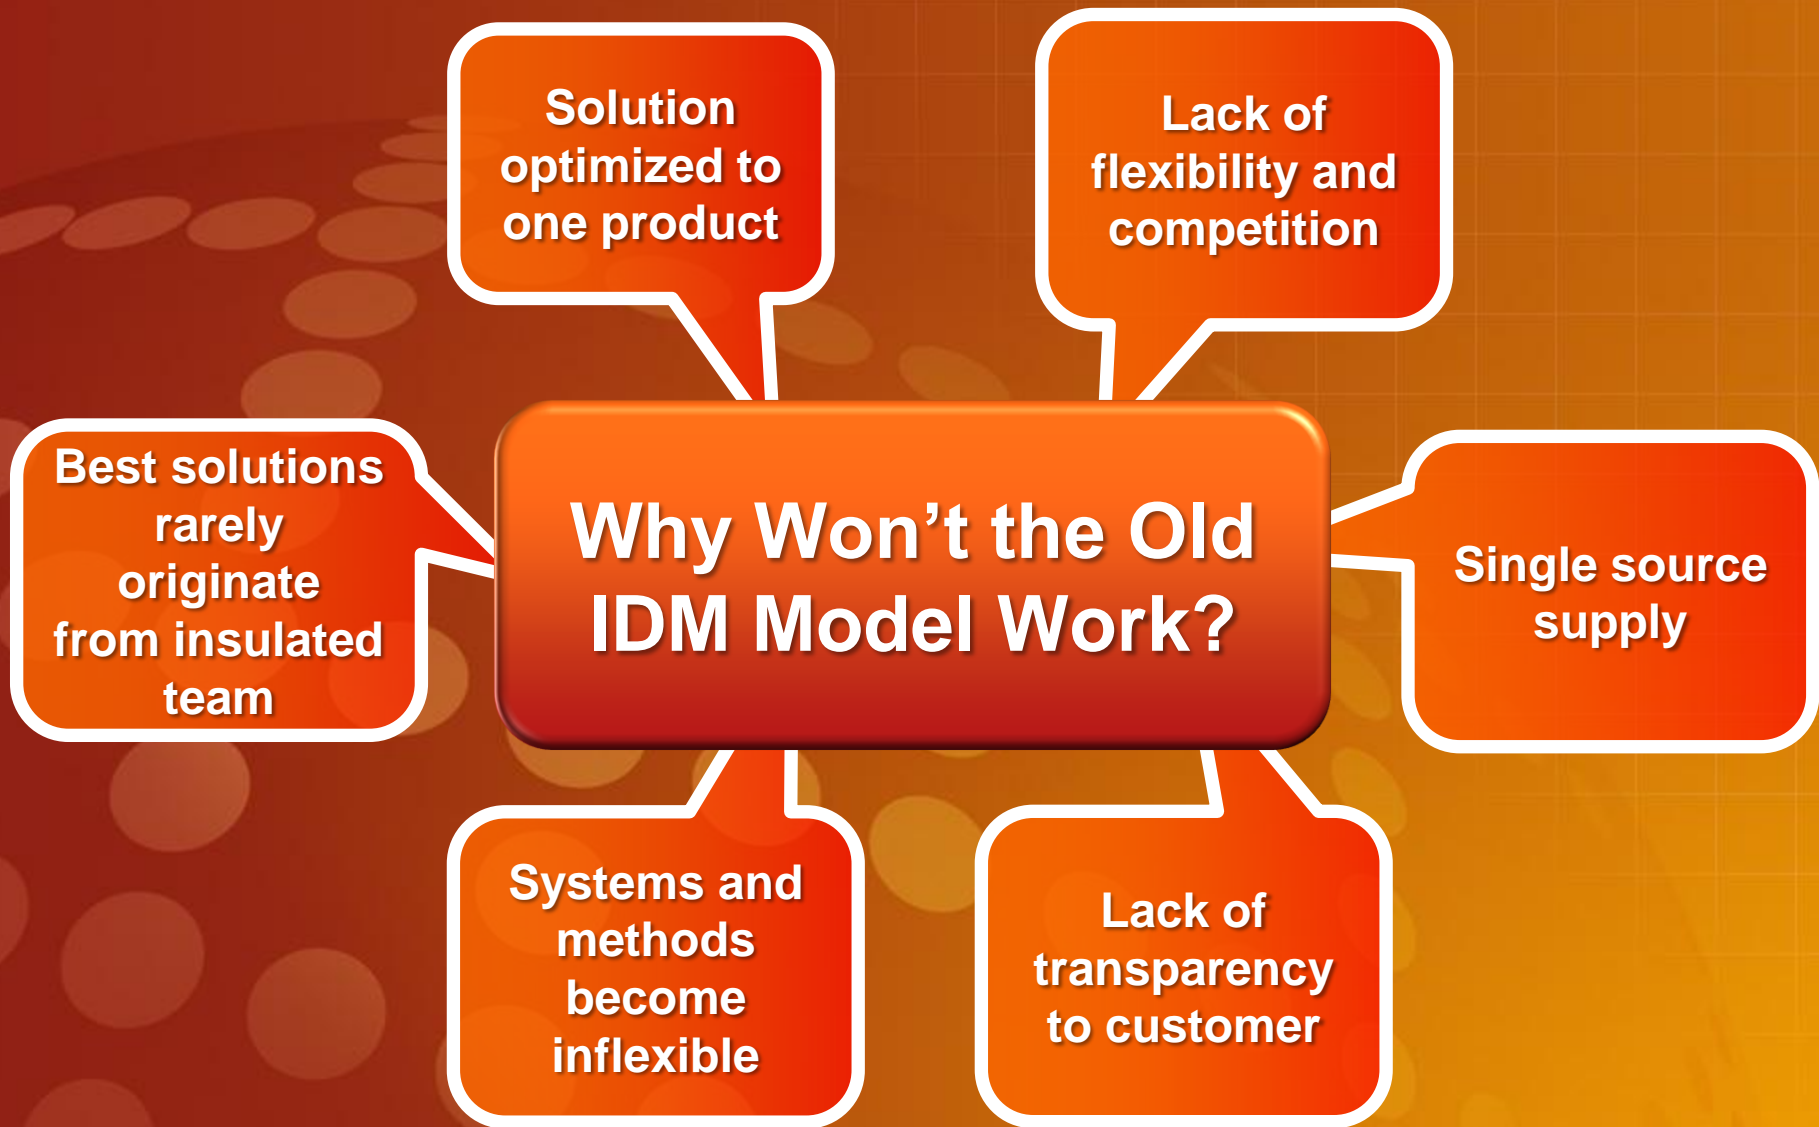 Solution
optimized to
one product
Lack of
flexibility and
competition
Best solutions
rarely
originate
from insulated
team
Why Won’t the Old
IDM Model Work?
Single source
supply
Systems and
methods
become
inflexible
Lack of
transparency
to customer